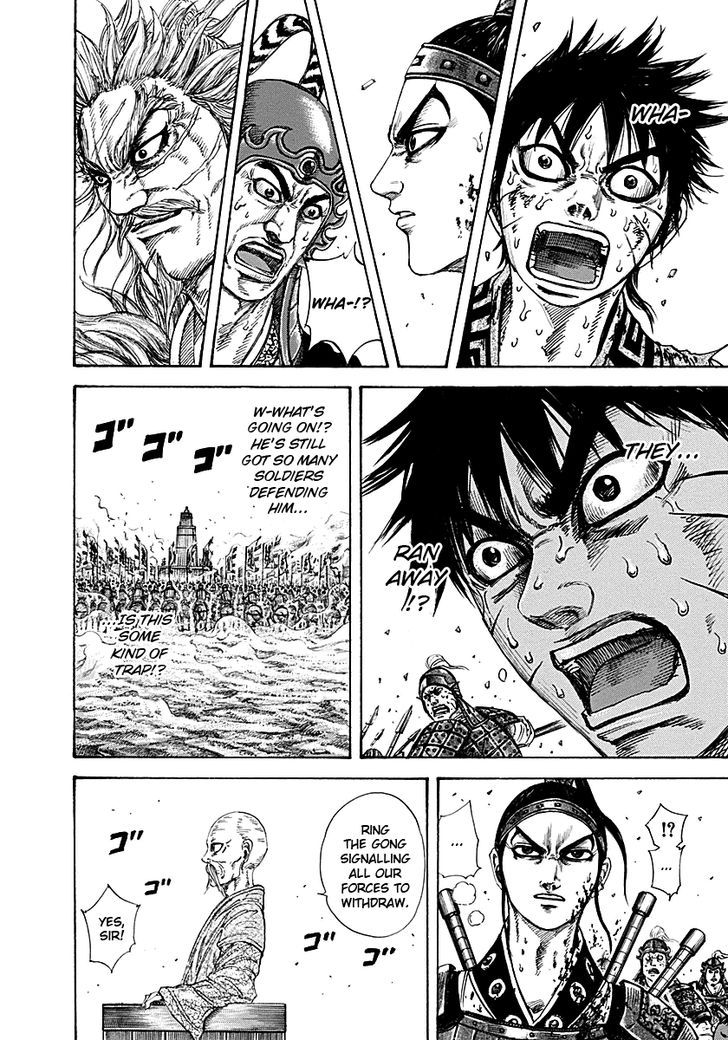 WHA-
WHA-!?
THEY...
RAN
AWAY
!?
W-WHAT'S
GOING ON!?
HE'S STILL
GOT SO MANY
SOLDIERS
DEFENDING
HIM...
ゴ ゴ ゴ
...IS THIS
SOME
KIND OF
TRAP!?
!?
...
...
RING
THE GONG
SIGNALLING
ALL OUR
FORCES TO
WITHDRAW.
ゴ
ゴ
ゴ
YES,
SIR!